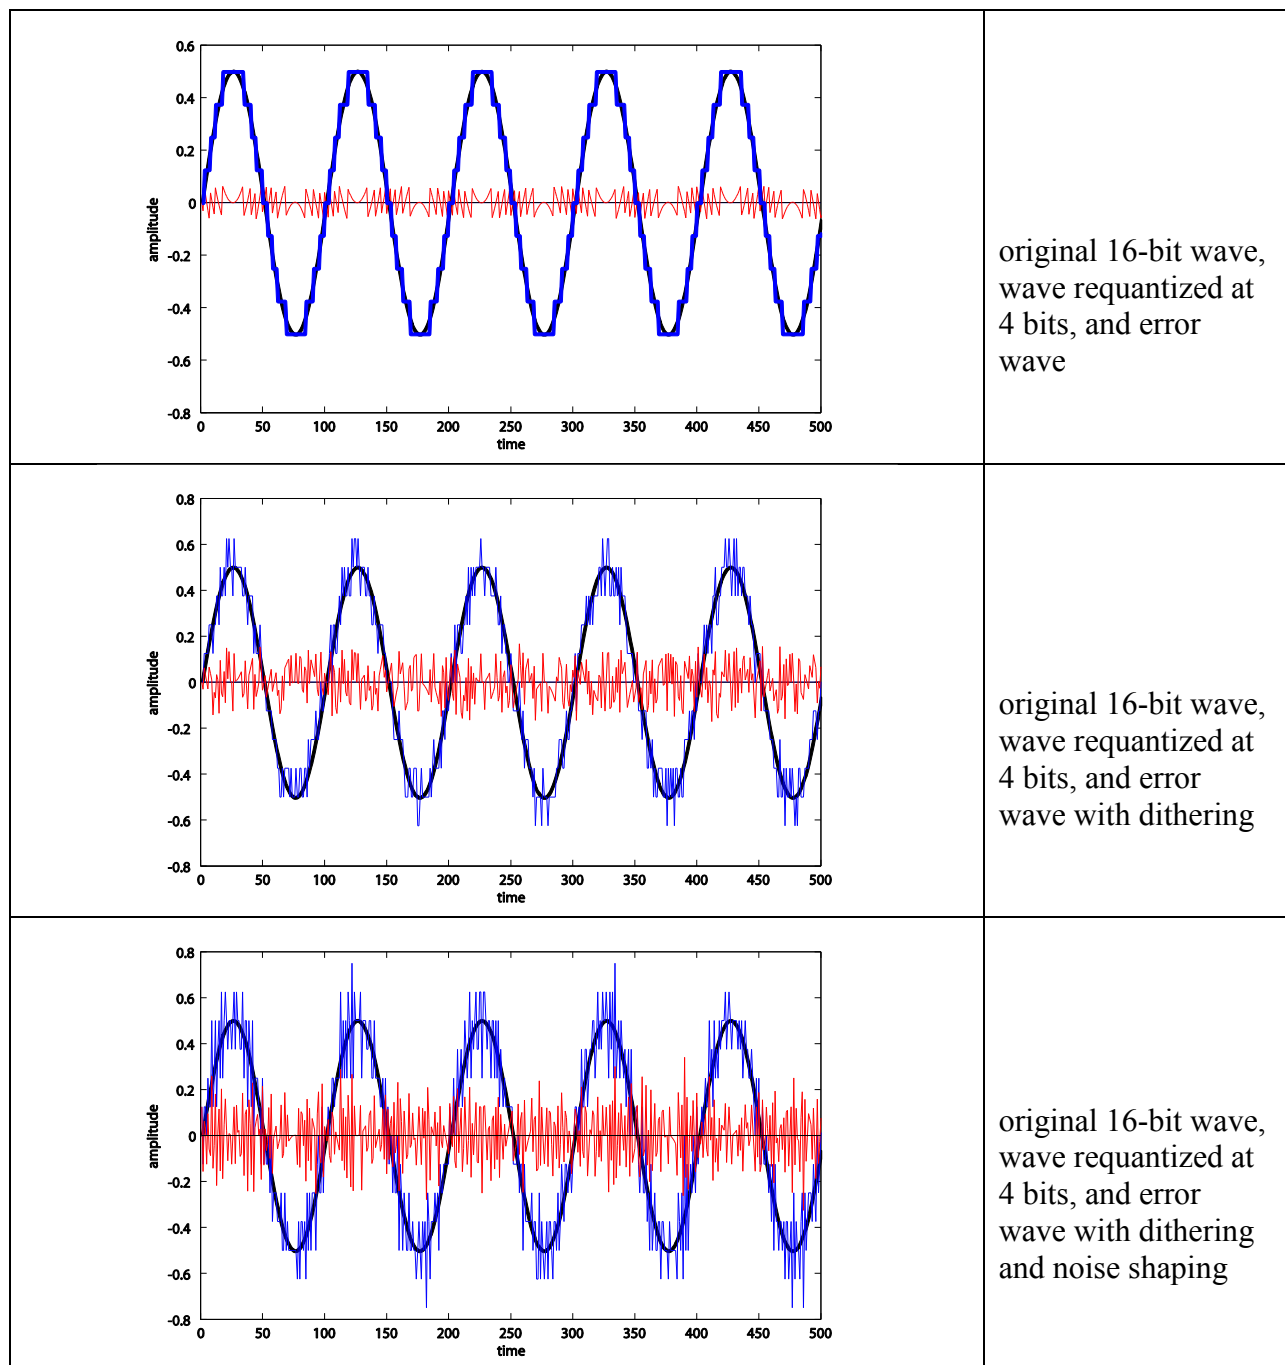 0.6
0.4
0.2
0
-0.2
-0.4
-0.6
-0.8
amplitude
0 50 100 150 200 250 300 350 400 450 500
time
original 16-bit wave,
wave requantized at
4 bits, and error
wave
0.8
0.6
0.4
0.2
0
-0.2
-0.4
-0.6
-0.8
amplitude
0 50 100 150 200 250 300 350 400 450 500
time
original 16-bit wave,
wave requantized at
4 bits, and error
wave with dithering
0.8
0.6
0.4
0.2
0
-0.2
-0.4
-0.6
-0.8
amplitude
0 50 100 150 200 250 300 350 400 450 500
time
original 16-bit wave,
wave requantized at
4 bits, and error
wave with dithering
and noise shaping